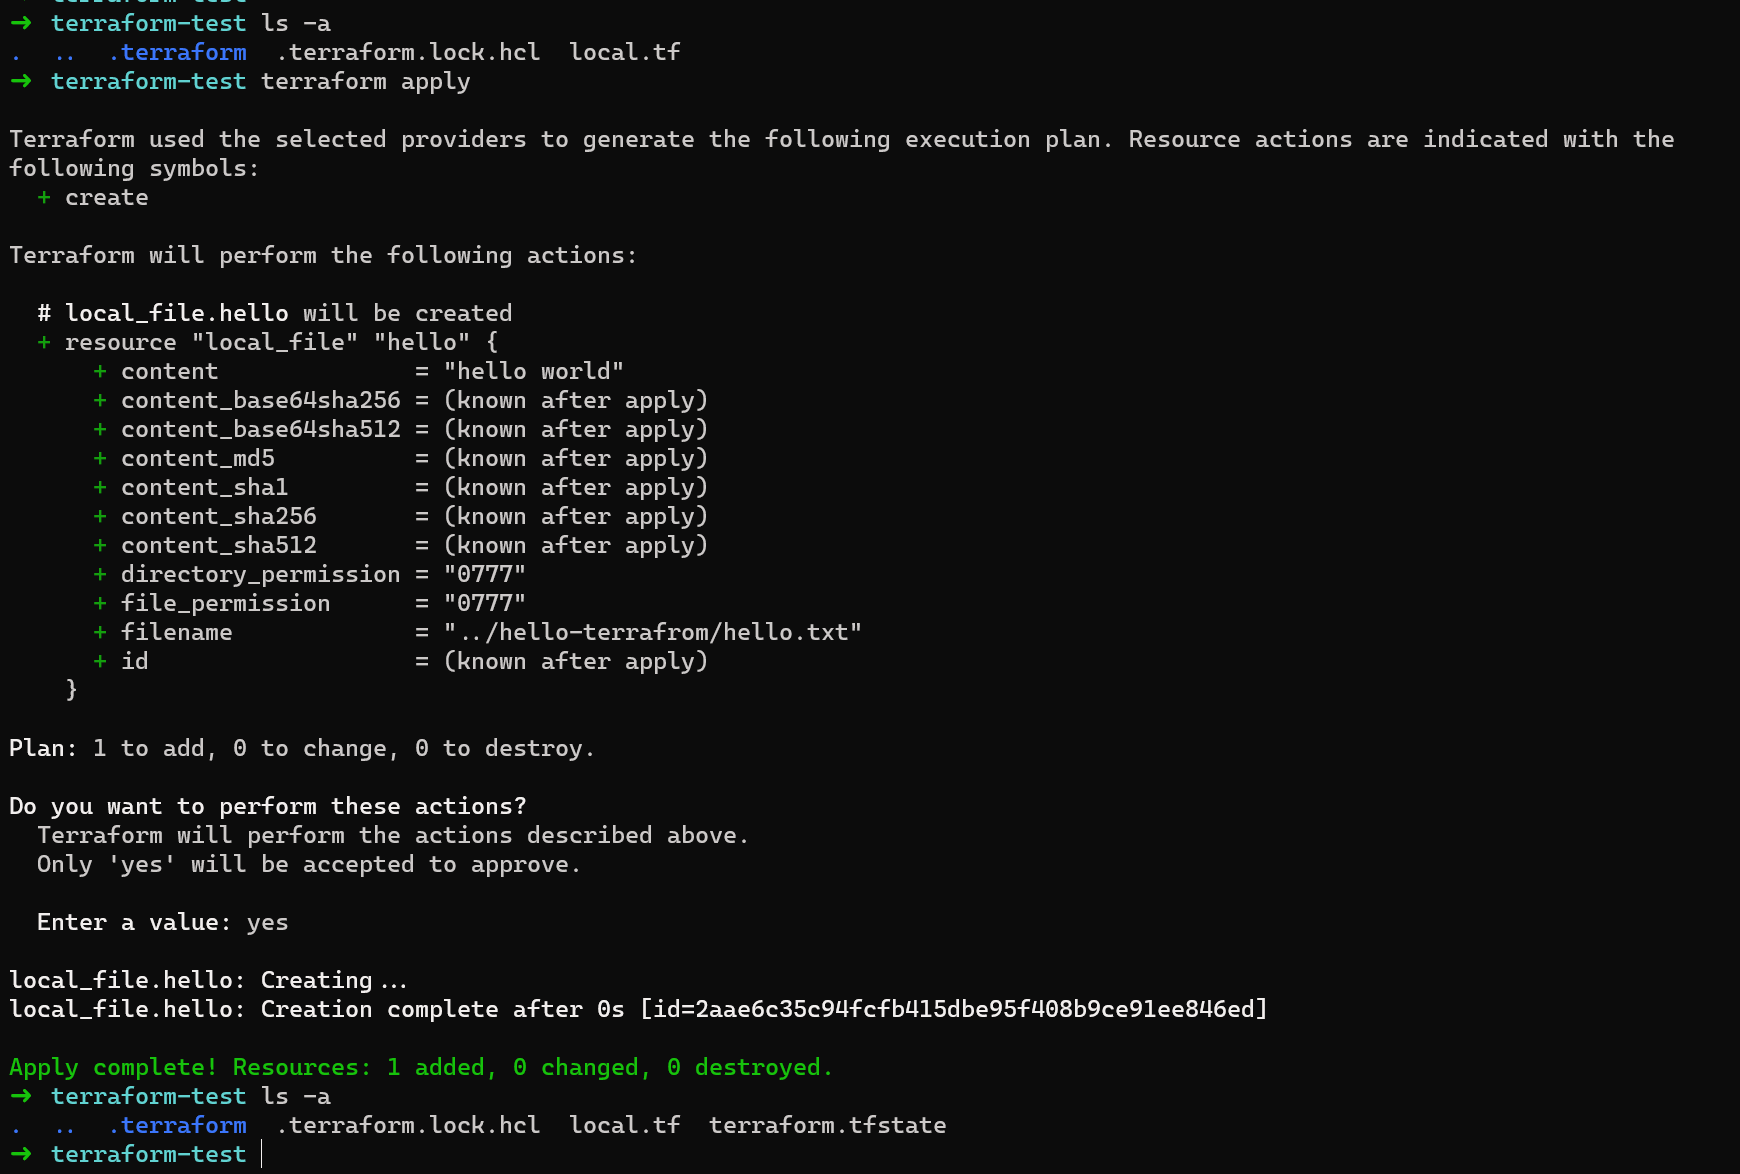 ➜ terraform-test ls -a
. .. .terraform .terraform.lock.hcl local.tf
➜ terraform-test terraform apply
Terraform used the selected providers to generate the following execution plan. Resource actions are indicated with the
following symbols:
+ create
Terraform will perform the following actions:
# local_file.hello will be created
+ resource "local_file" "hello" {
+ content = "hello world"
+ content_base64sha256 = (known after apply)
+ content_base64sha512 = (known after apply)
+ content_md5 = (known after apply)
+ content_sha1 = (known after apply)
+ content_sha256 = (known after apply)
+ content_sha512 = (known after apply)
+ directory_permission = "0777"
+ file_permission = "0777"
+ filename = "../hello-terrafrom/hello.txt"
+ id = (known after apply)
}
Plan: 1 to add, 0 to change, 0 to destroy.
Do you want to perform these actions?
Terraform will perform the actions described above.
Only 'yes' will be accepted to approve.
Enter a value: yes
local_file.hello: Creating...
local_file.hello: Creation complete after 0s [id=2aae6c35c94fcfb415dbe95f408b9ce91ee846ed]
Apply complete! Resources: 1 added, 0 changed, 0 destroyed.
➜ terraform-test ls -a
. .. .terraform .terraform.lock.hcl local.tf terraform.tfstate
➜ terraform-test